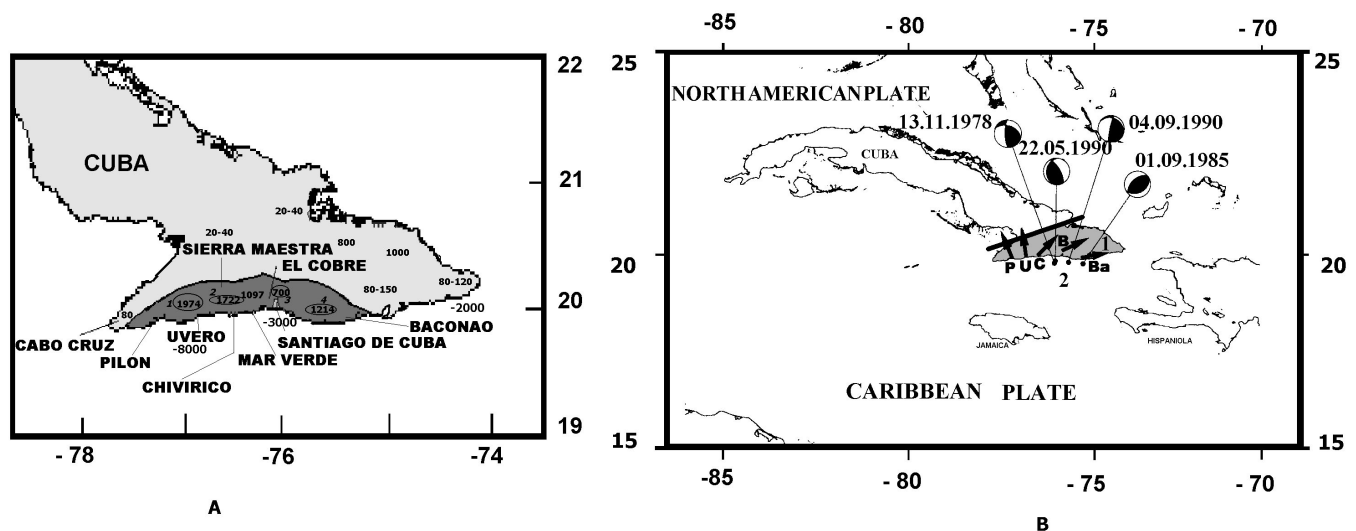 22
21
20
19
- 78
-76
-74
CUBA
20-40
20-40
SIERRA MAESTRA
800
1000
EL COBRE
80-150
80-120
-2000
1
1974
2
1722
1097
700
3
4
1214
80
-3000
CABO CRUZ
PILON
UVERO
-8000
CHIVIRICO
MAR VERDE
SANTIAGO DE CUBA
BACONAO
A
-85
- 80
-75
- 70
25
25
20
20
15
15
NORTH AMERICAN PLATE
13.11.1978
22.05.1990
04.09.1990
01.09.1985
CUBA
B
1
P U C
Ba
2
JAMAICA
HISPANIOLA
CARIBBEAN PLATE
-85
- 80
- 75
- 70
B